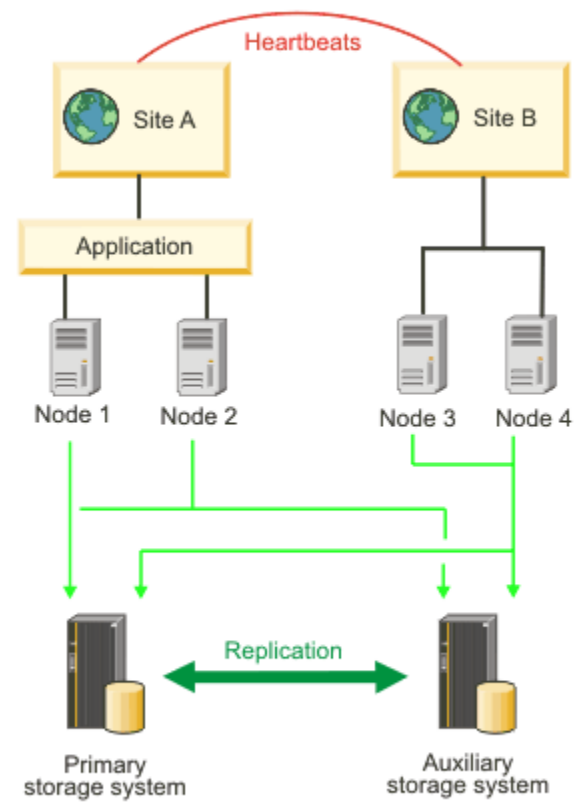 Heartbeats
Site A
Site B
Application
Node 1
Node 2
Node 3
Node 4
Replication
Primary
storage system
Auxiliary
storage system